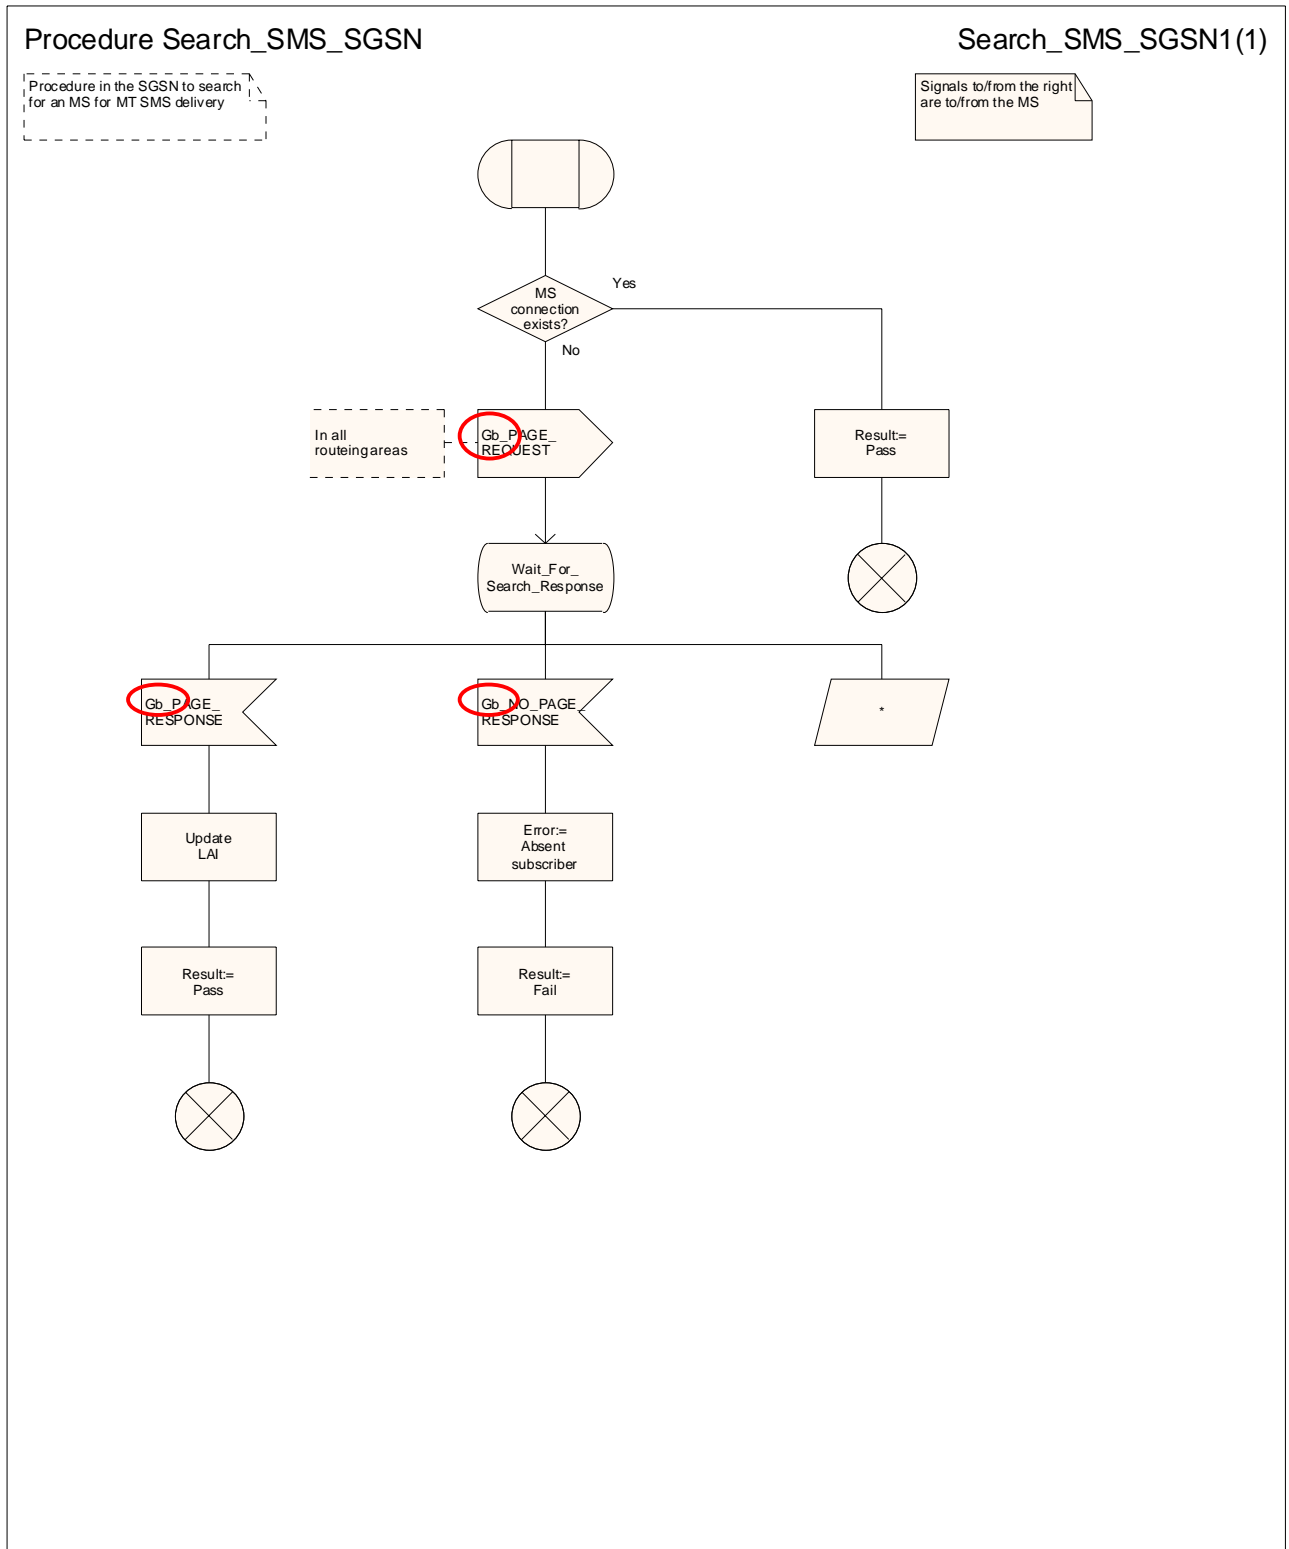 Procedure Search_SMS_SGSN
Search_SMS_SGSN1(1)
Procedure in the SGSN to search
for an MS for MT SMS delivery
Signals to/from the right
are to/from the MS
MS
connection
exists?
Yes
No
In all
routeing areas
Gb_PAGE_
REQUEST
Result:=
Pass
Wait_For_
Search_Response
Gb_PAGE_
RESPONSE
Gb_NO_PAGE_
RESPONSE
*
Update
LAI
Error:=
Absent
subscriber
Result:=
Pass
Result:=
Fail